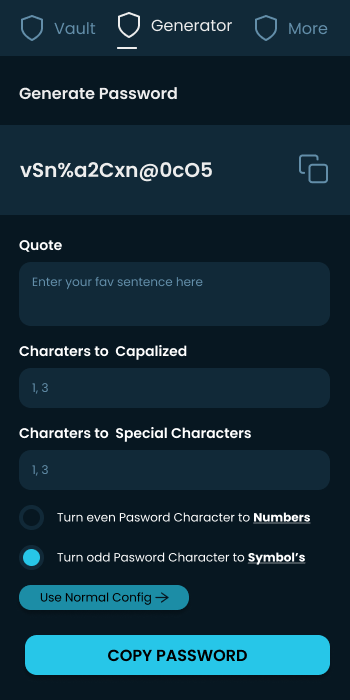 Vault
Generator
More
Generate Password
vSn%a2Cxn@0cO5
Quote
Enter your fav sentence here
Charaters to  Capalized
1, 3
Charaters to  Special Characters
1, 3
Turn even Pasword Character to Numbers
Turn odd Pasword Character to Symbol’s
Use Normal Config
COPY PASSWORD